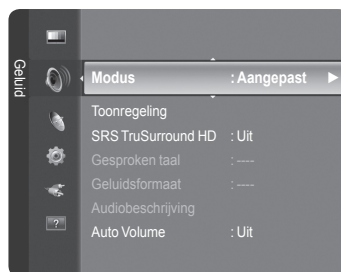 Geluid
Modus : Aangepast ►
Toonregeling
SRS TruSurround HD : Uit
Gesproken taal : ----
Geluidsformaat : ----
Audiobeschrijving
Auto Volume : Uit
?